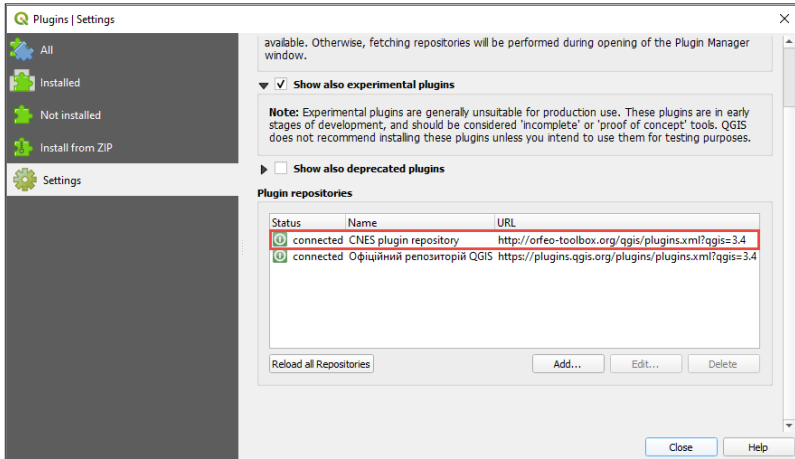 Plugins | Settings
All
Installed
Not installed
Install from ZIP
Settings
available. Otherwise, fetching repositories will be performed during opening of the Plugin Manager
window.
Show also experimental plugins
Note: Experimental plugins are generally unsuitable for production use. These plugins are in early
stages of development, and should be considered 'incomplete' or 'proof of concept' tools. QGIS
does not recommend installing these plugins unless you intend to use them for testing purposes.
Show also deprecated plugins
Plugin repositories
Status Name URL
connected CNES plugin repository http://orfeo-toolbox.org/qgis/plugins.xml?qgis=3.4
connected Офіційний репозиторій QGIS https://plugins.qgis.org/plugins/plugins.xml?qgis=3.4
Reload all Repositories Add... Edit... Delete
Close Help